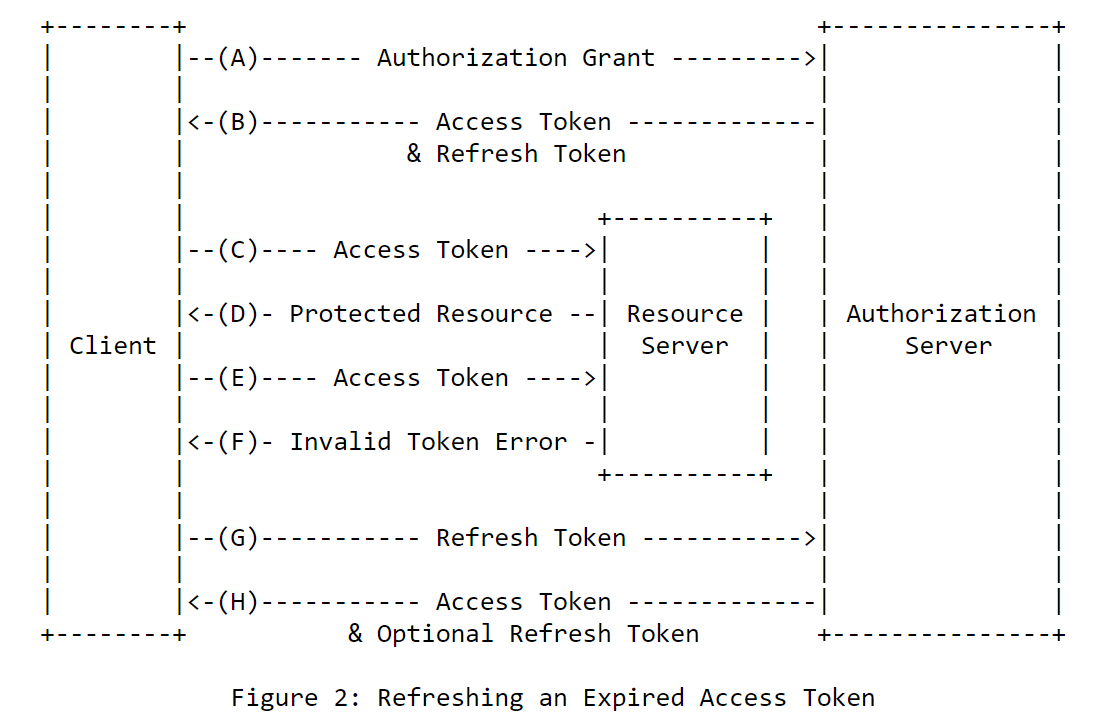 +--------+                                           +---------------+
|        |--(A)------- Authorization Grant --------->|               |
|        |                                           |               |
|        |<-(B)----------- Access Token -------------|               |
|        |               & Refresh Token             |               |
|        |                                           |               |
|        |                            +----------+   |               |
|        |--(C)---- Access Token ---->|          |   |               |
|        |                            |          |   |               |
|        |<-(D)- Protected Resource --| Resource |   | Authorization |
| Client |                            |  Server  |   |     Server    |
|        |--(E)---- Access Token ---->|          |   |               |
|        |                            |          |   |               |
|        |<-(F)- Invalid Token Error -|          |   |               |
|        |                            +----------+   |               |
|        |                                           |               |
|        |--(G)----------- Refresh Token ----------->|               |
|        |                                           |               |
|        |<-(H)----------- Access Token -------------|               |
+--------+           & Optional Refresh Token        +---------------+

Figure 2: Refreshing an Expired Access Token